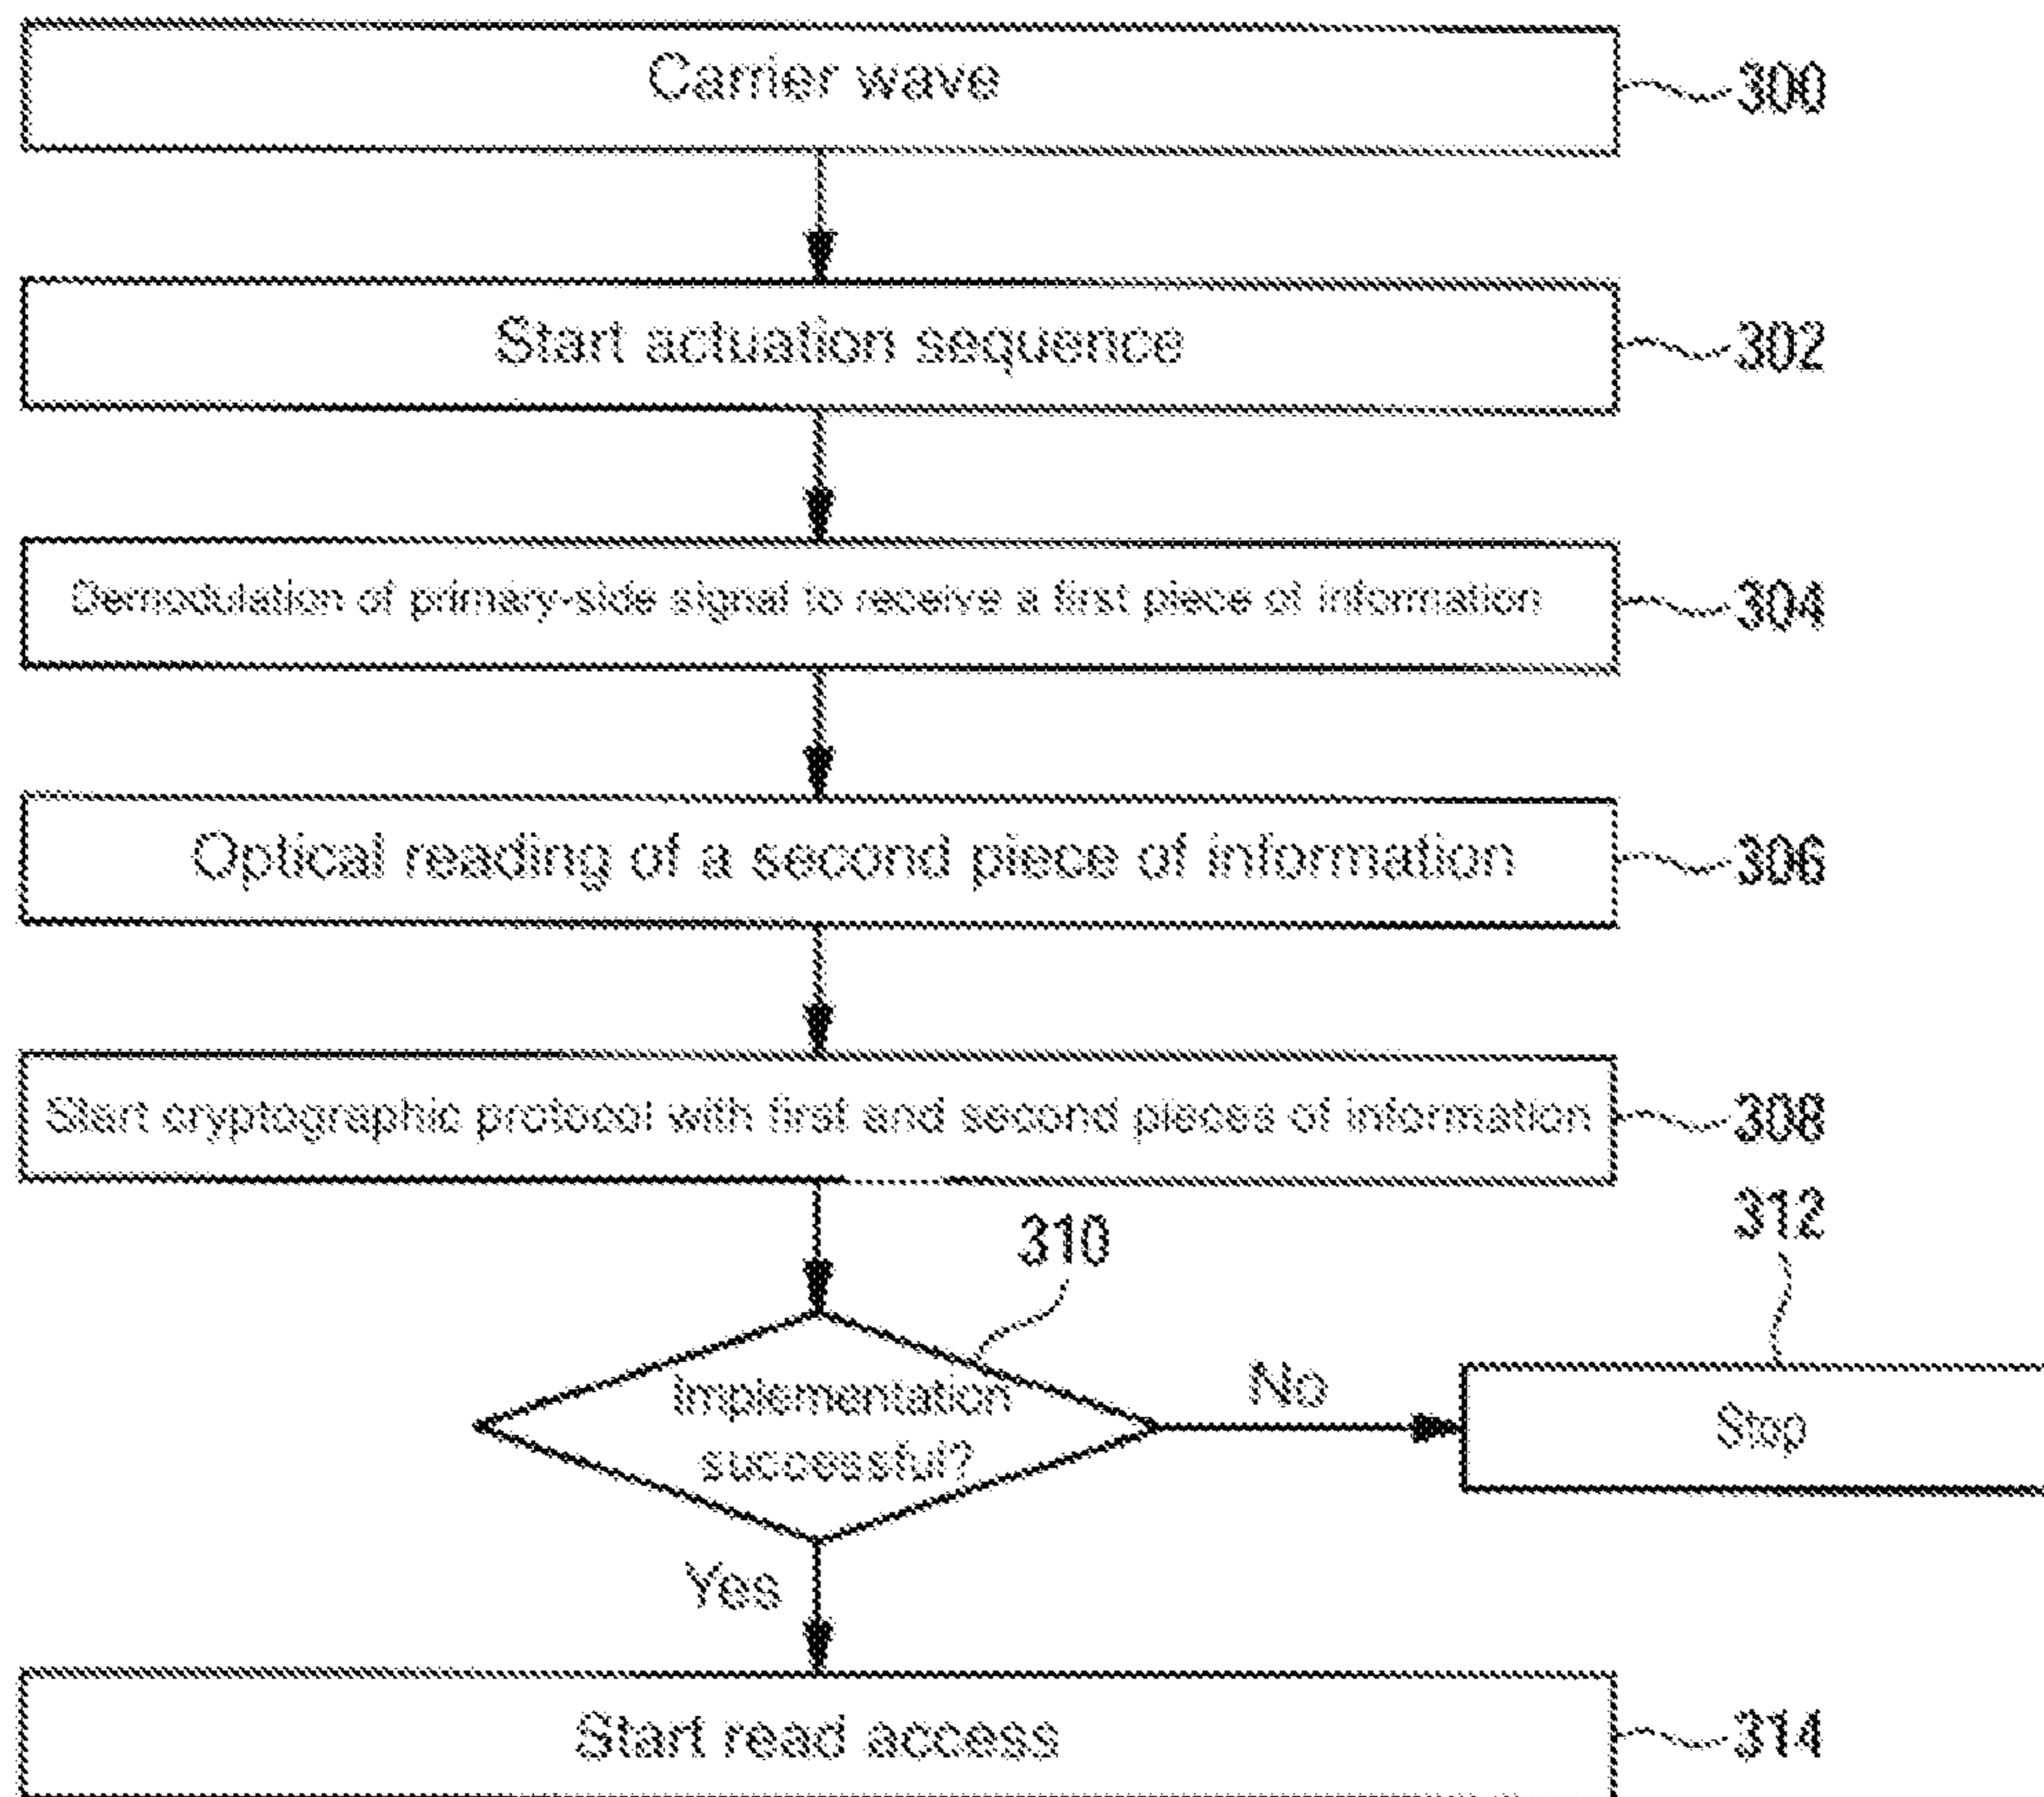 Carrier wave
300
Start actuation sequence
302
Demodulation of primary-side signal to receive a first piece of information
304
Optical reading of a second piece of information
306
Start cryptographic protocol with first and second pieces of information
308
310
312
Implementation
successful?
No
Stop
Yes
Start read access
314